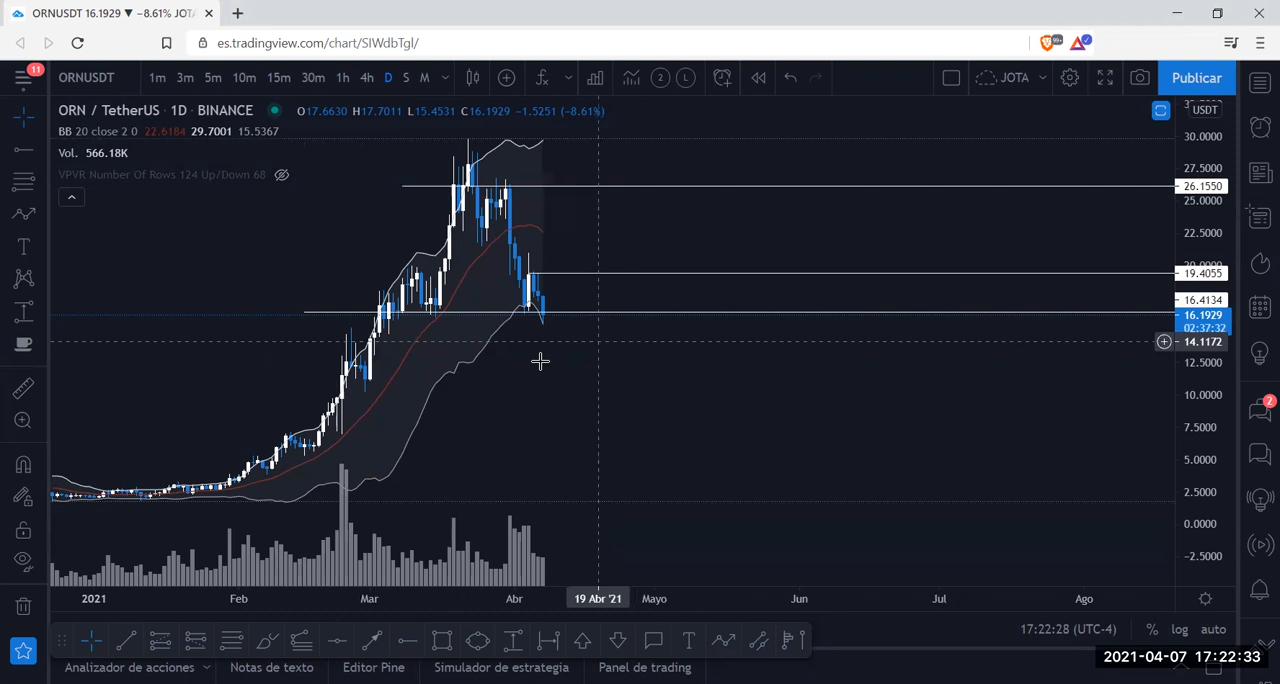 ORNUSDT 16.1929 ▼ −8.61% JOTA
es.tradingview.com/chart/SIWdbTgl/
99+
11
ORNUSDT 1m 3m 5m 10m 15m 30m 1h 4h D S M 2 L JOTA Publicar
ORN / TetherUS · 1D · BINANCE O17.6630 H17.7011 L15.4531 C16.1929 −1.5251 (−8.61%)
BB 20 close 2 0 22.6184 29.7001 15.5367
Vol. 566.18K
VPVR Number Of Rows 124 Up/Down 68
USDT
30.0000
27.5000
26.1550
25.0000
22.5000
19.4055
16.4134
16.1929
02:37:32
14.1172
12.5000
10.0000
7.5000
5.0000
2.5000
0.0000
−2.5000
2
2021 Feb Mar Abr 19 Abr '21 Mayo Jun Jul Ago
17:22:28 (UTC-4) % log auto
Analizador de acciones Notas de texto Editor Pine Simulador de estrategia Panel de trading
2021-04-07 17:22:33